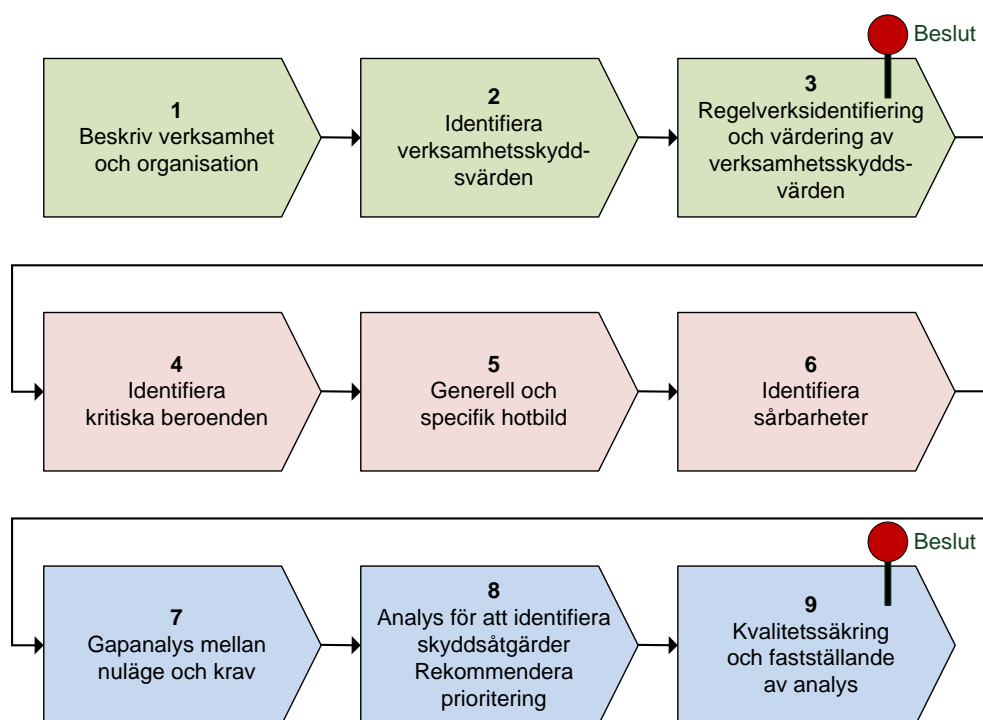 1
Beskriv verksamhet
och organisation
2
Identifiera
verksamhetsskydd-
svärden
Beslut
3
Regelverksidentifiering
och värdering av
verksamhetsskydds-
värden
4
Identifiera
kritiska beroenden
5
Generell och
specifik hotbild
6
Identifiera
sårbarheter
7
Gapanalys mellan
nuläge och krav
8
Analys för att identifiera
skyddsåtgärder
Rekommendera
prioritering
Beslut
9
Kvalitetssäkring
och fastställande
av analys